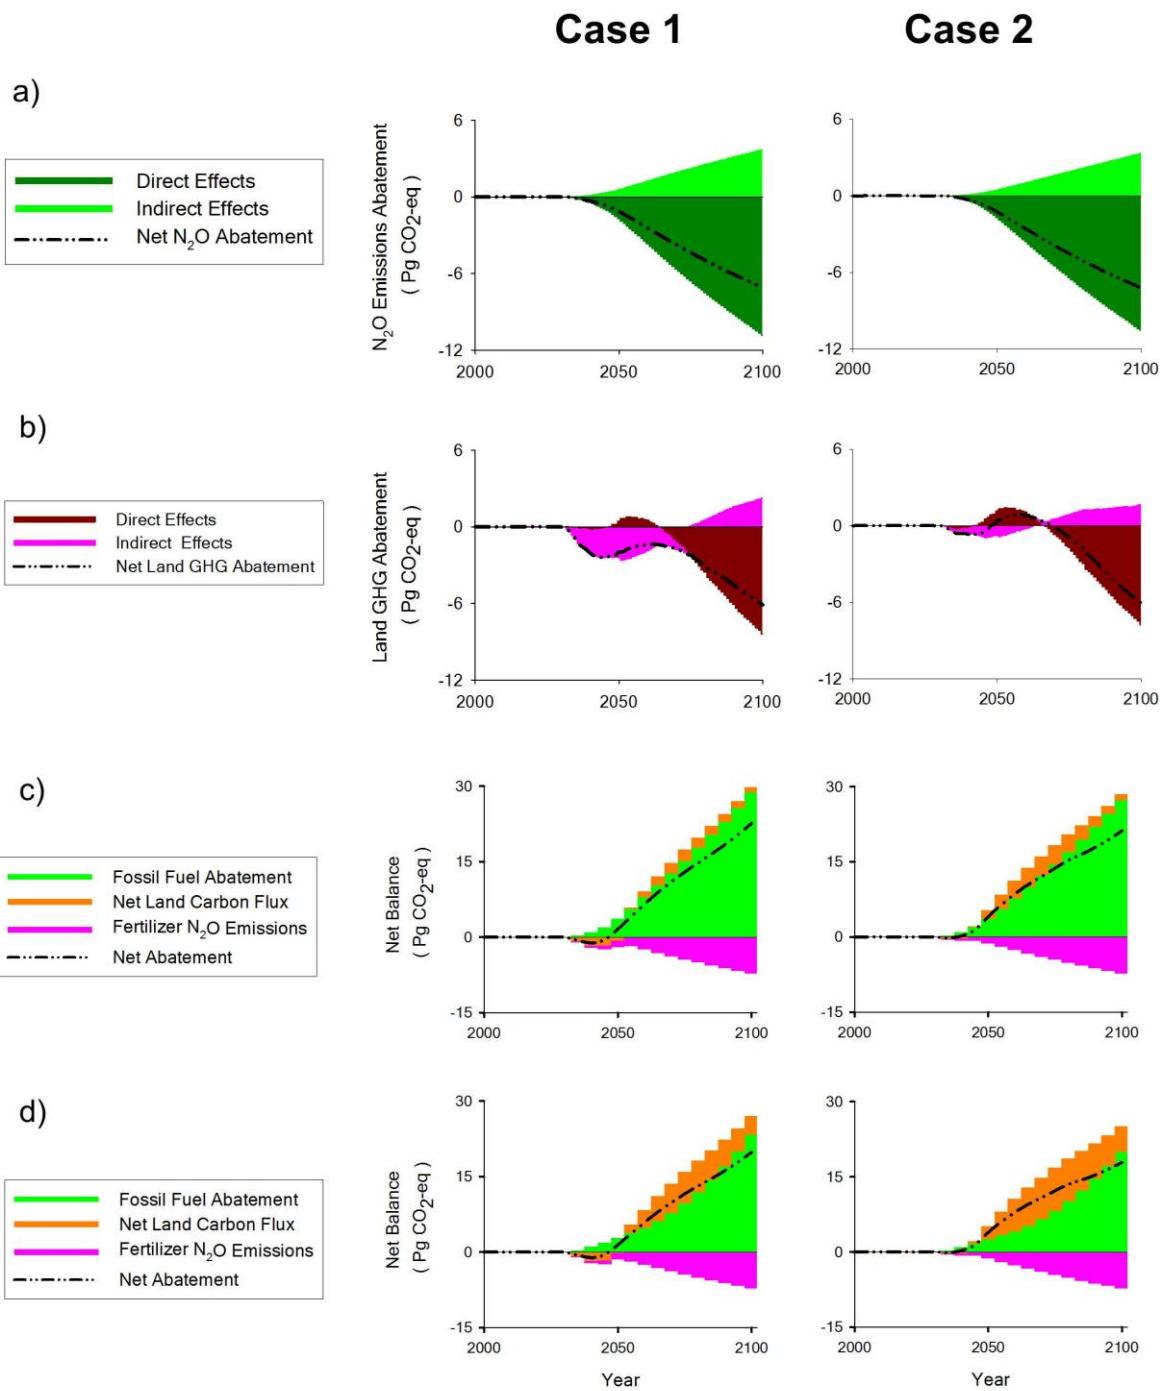 Case 1
Case 2
a)
Direct Effects
Indirect Effects
Net N₂O Abatement
N₂O Emissions Abatement
( Pg CO₂-eq )
6
0
-6
-12
2000
2050
2100
6
0
-6
-12
2000
2050
2100
b)
Direct Effects
Indirect Effects
Net Land GHG Abatement
Land GHG Abatement
( Pg CO₂-eq )
6
0
-6
-12
2000
2050
2100
6
0
-6
-12
2000
2050
2100
c)
Fossil Fuel Abatement
Net Land Carbon Flux
Fertilizer N₂O Emissions
Net Abatement
Net Balance
( Pg CO₂-eq )
30
15
0
-15
2000
2050
2100
30
15
0
-15
2000
2050
2100
d)
Fossil Fuel Abatement
Net Land Carbon Flux
Fertilizer N₂O Emissions
Net Abatement
Net Balance
( Pg CO₂-eq )
30
15
0
-15
2000
2050
2100
Year
30
15
0
-15
2000
2050
2100
Year